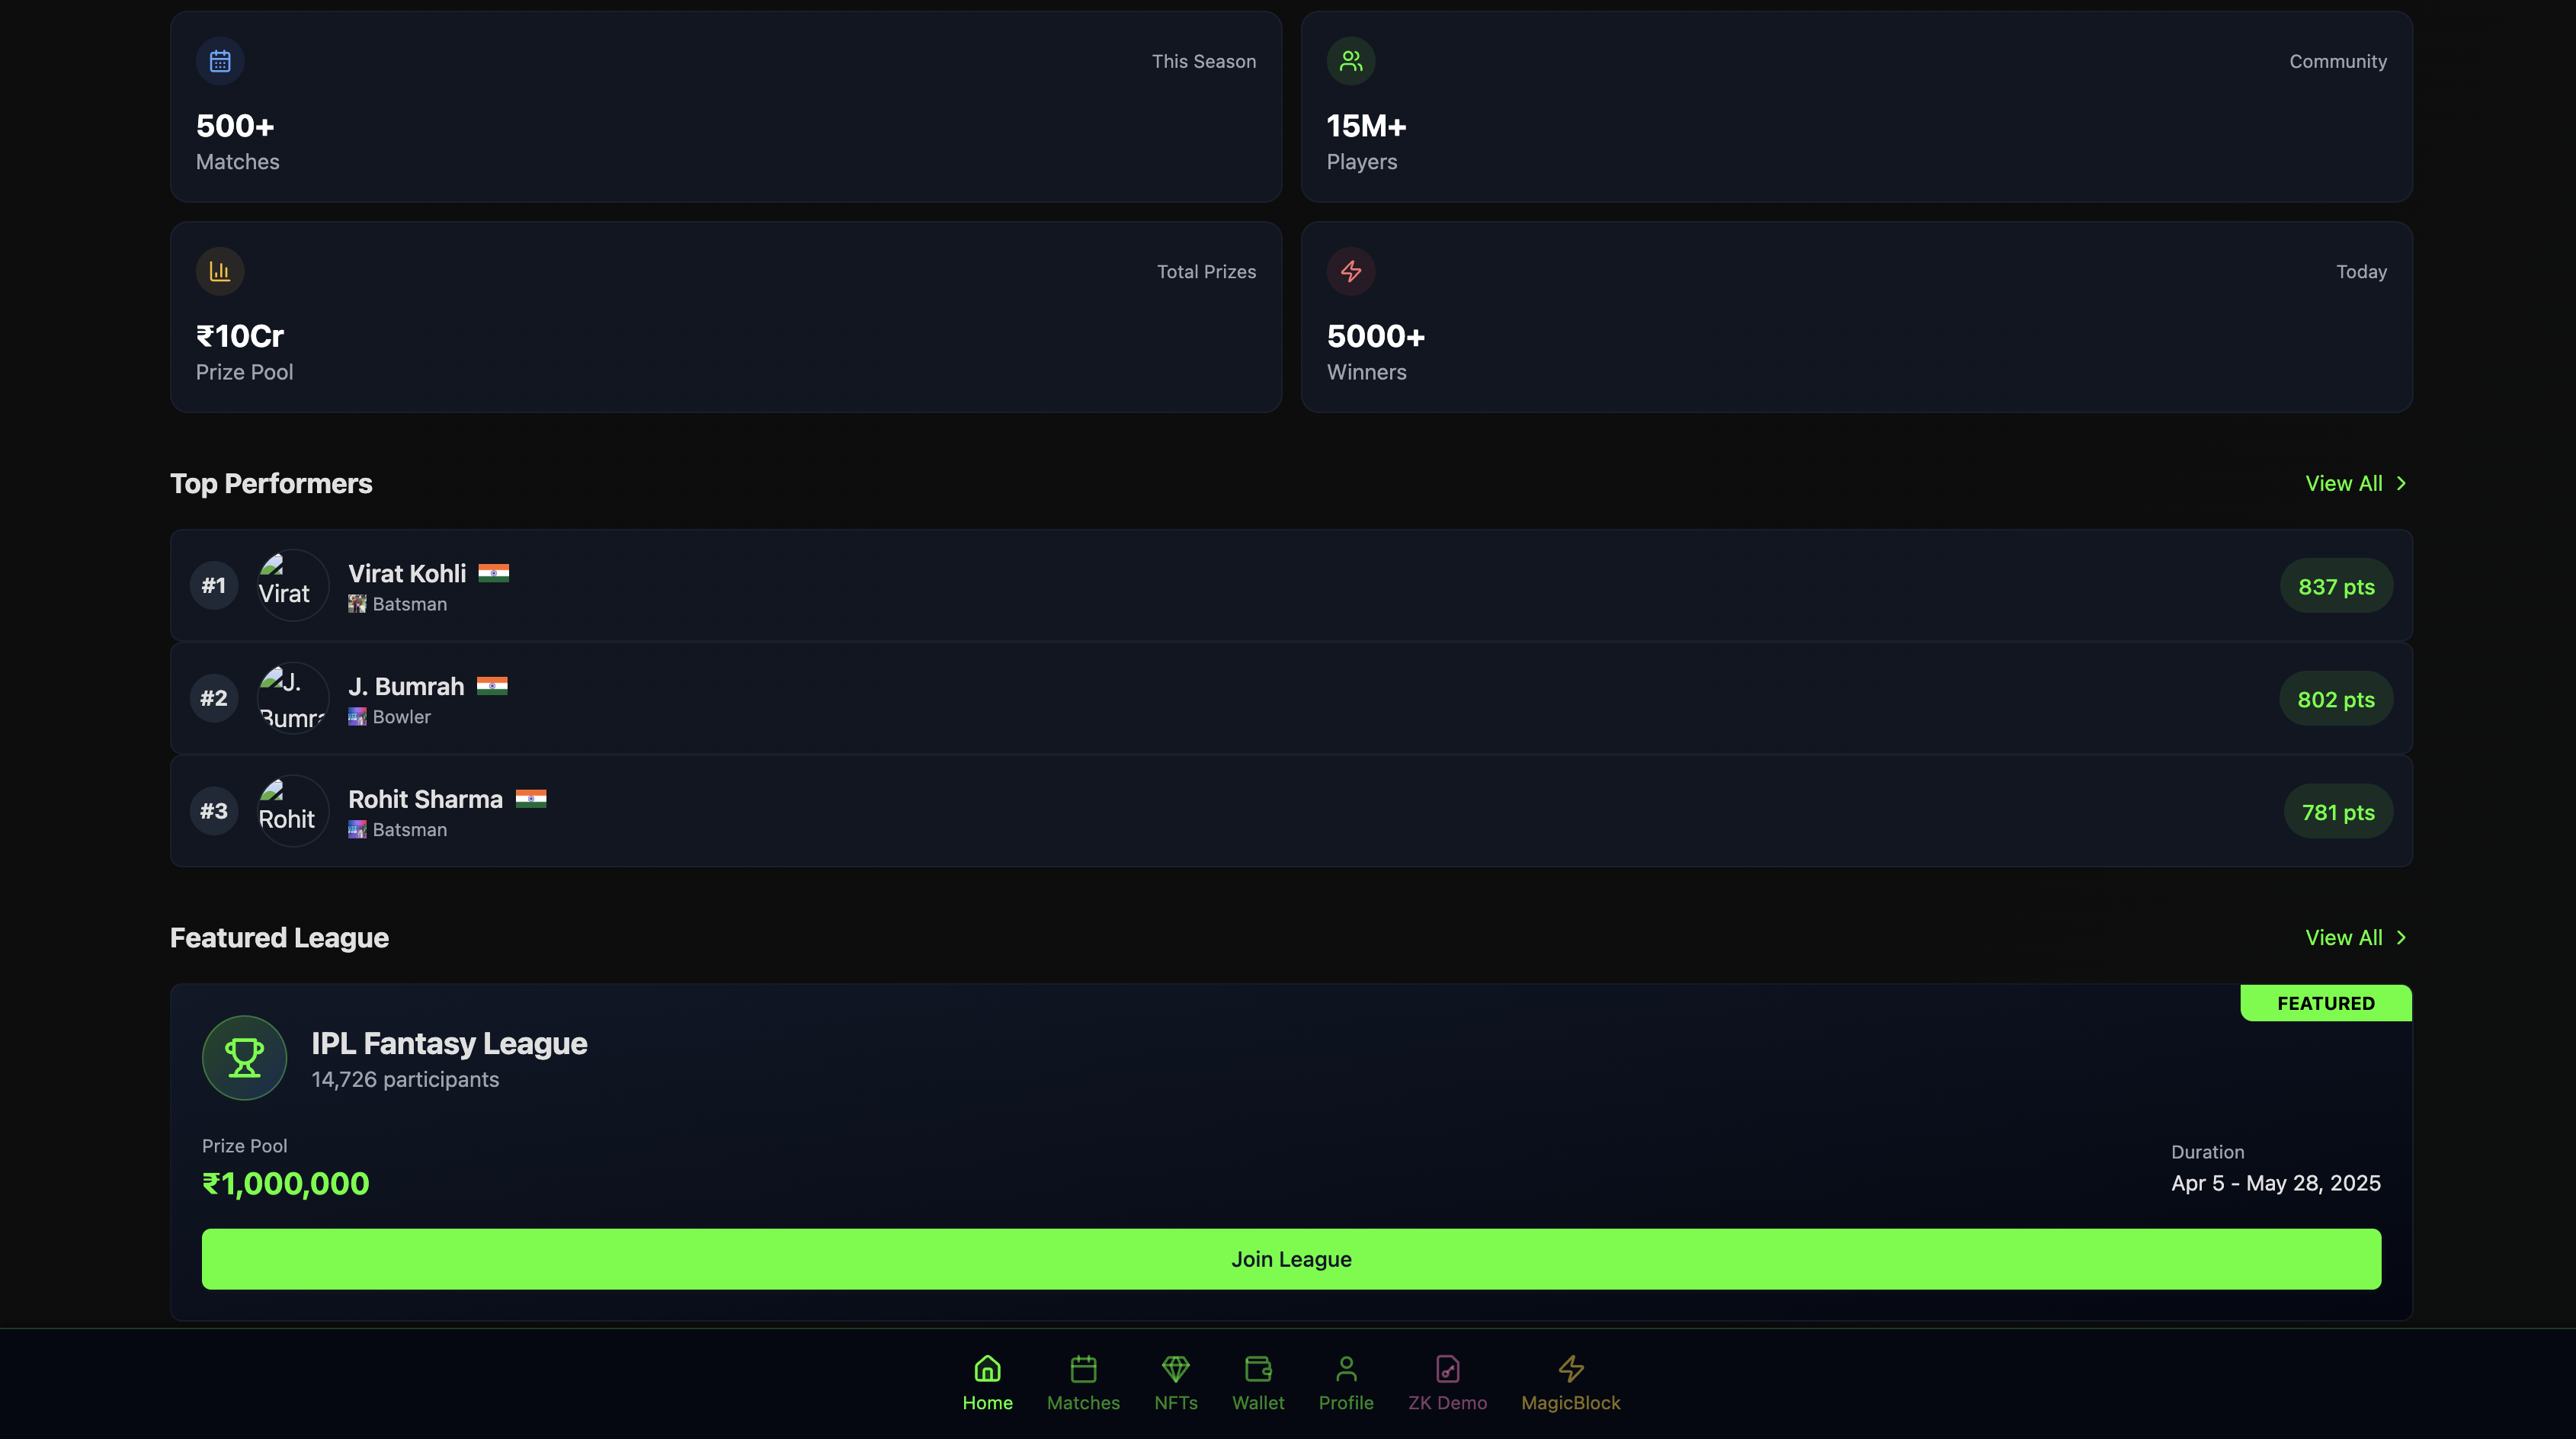 This Season
500+
Matches
Community
15M+
Players
Total Prizes
₹10Cr
Prize Pool
Today
5000+
Winners
Top Performers
View All
#1
Virat
Virat Kohli
Batsman
837 pts
#2
J.
Bumra
J. Bumrah
Bowler
802 pts
#3
Rohit
Rohit Sharma
Batsman
781 pts
Featured League
View All
FEATURED
IPL Fantasy League
14,726 participants
Prize Pool
₹1,000,000
Duration
Apr 5 - May 28, 2025
Join League
Home
Matches
NFTs
Wallet
Profile
ZK Demo
MagicBlock